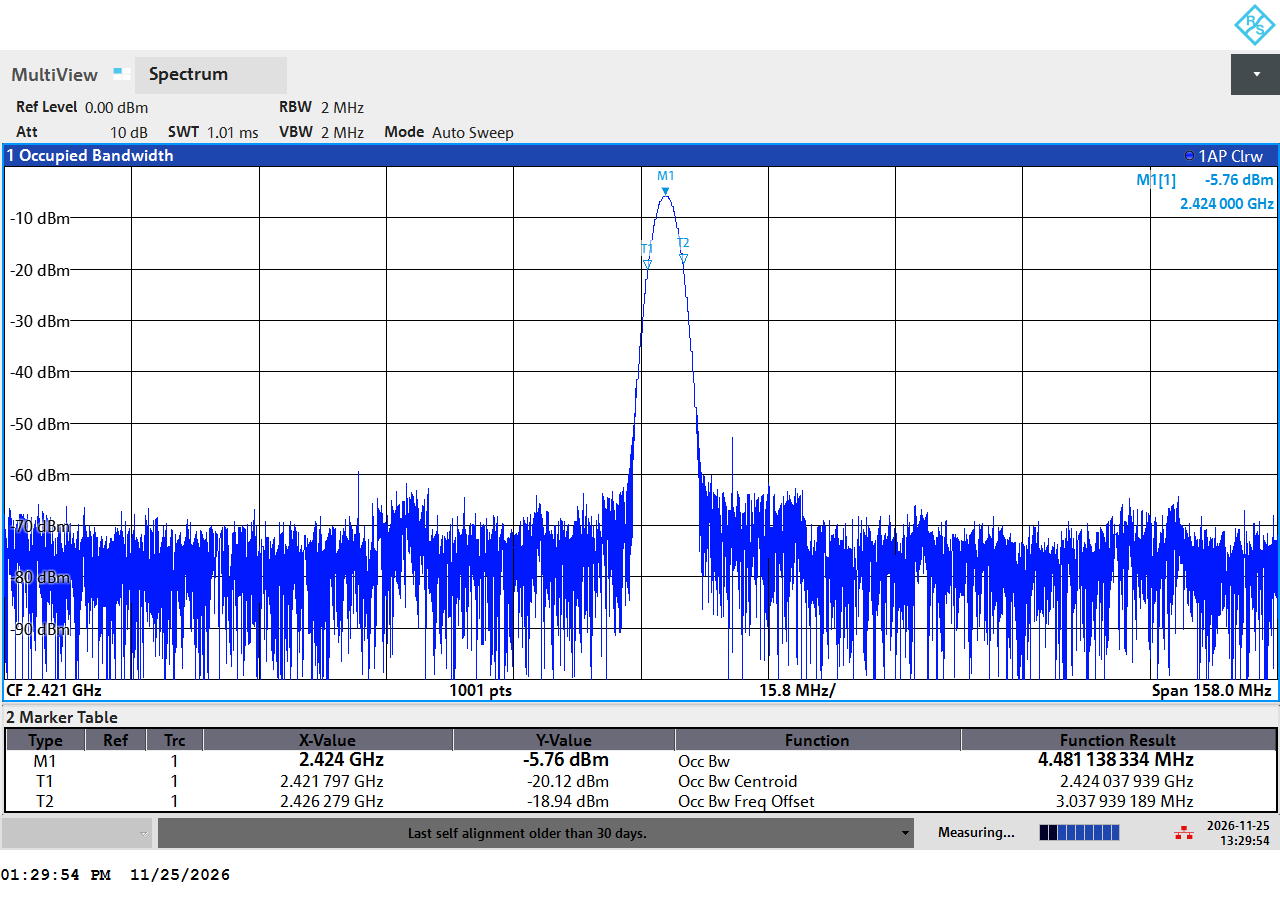 R S
MultiView Spectrum
Ref Level 0.00 dBm RBW 2 MHz
Att 10 dB SWT 1.01 ms VBW 2 MHz Mode Auto Sweep
1 Occupied Bandwidth 1AP Clrw
M1[1] -5.76 dBm
2.424 000 GHz
M1
T1
T2
-10 dBm
-20 dBm
-30 dBm
-40 dBm
-50 dBm
-60 dBm
-70 dBm
-80 dBm
-90 dBm
CF 2.421 GHz 1001 pts 15.8 MHz/ Span 158.0 MHz
2 Marker Table
Type Ref Trc X-Value Y-Value Function Function Result
M1 1 2.424 GHz -5.76 dBm Occ Bw 4.481 138 334 MHz
T1 1 2.421 797 GHz -20.12 dBm Occ Bw Centroid 2.424 037 939 GHz
T2 1 2.426 279 GHz -18.94 dBm Occ Bw Freq Offset 3.037 939 189 MHz
Last self alignment older than 30 days. Measuring... 2026-11-25
13:29:54
01:29:54 PM 11/25/2026